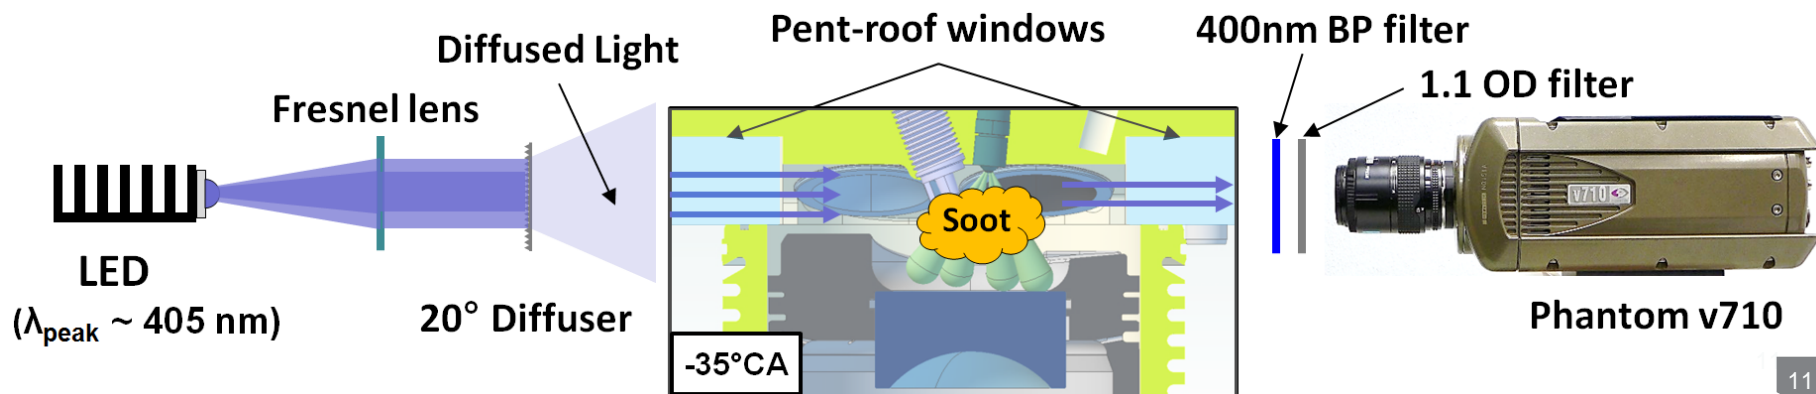 Diffused Light
Pent-roof windows
400nm BP filter
1.1 OD filter
Fresnel lens
Soot
v710
LED
(λpeak ~ 405 nm)
20° Diffuser
-35°CA
Phantom v710
11